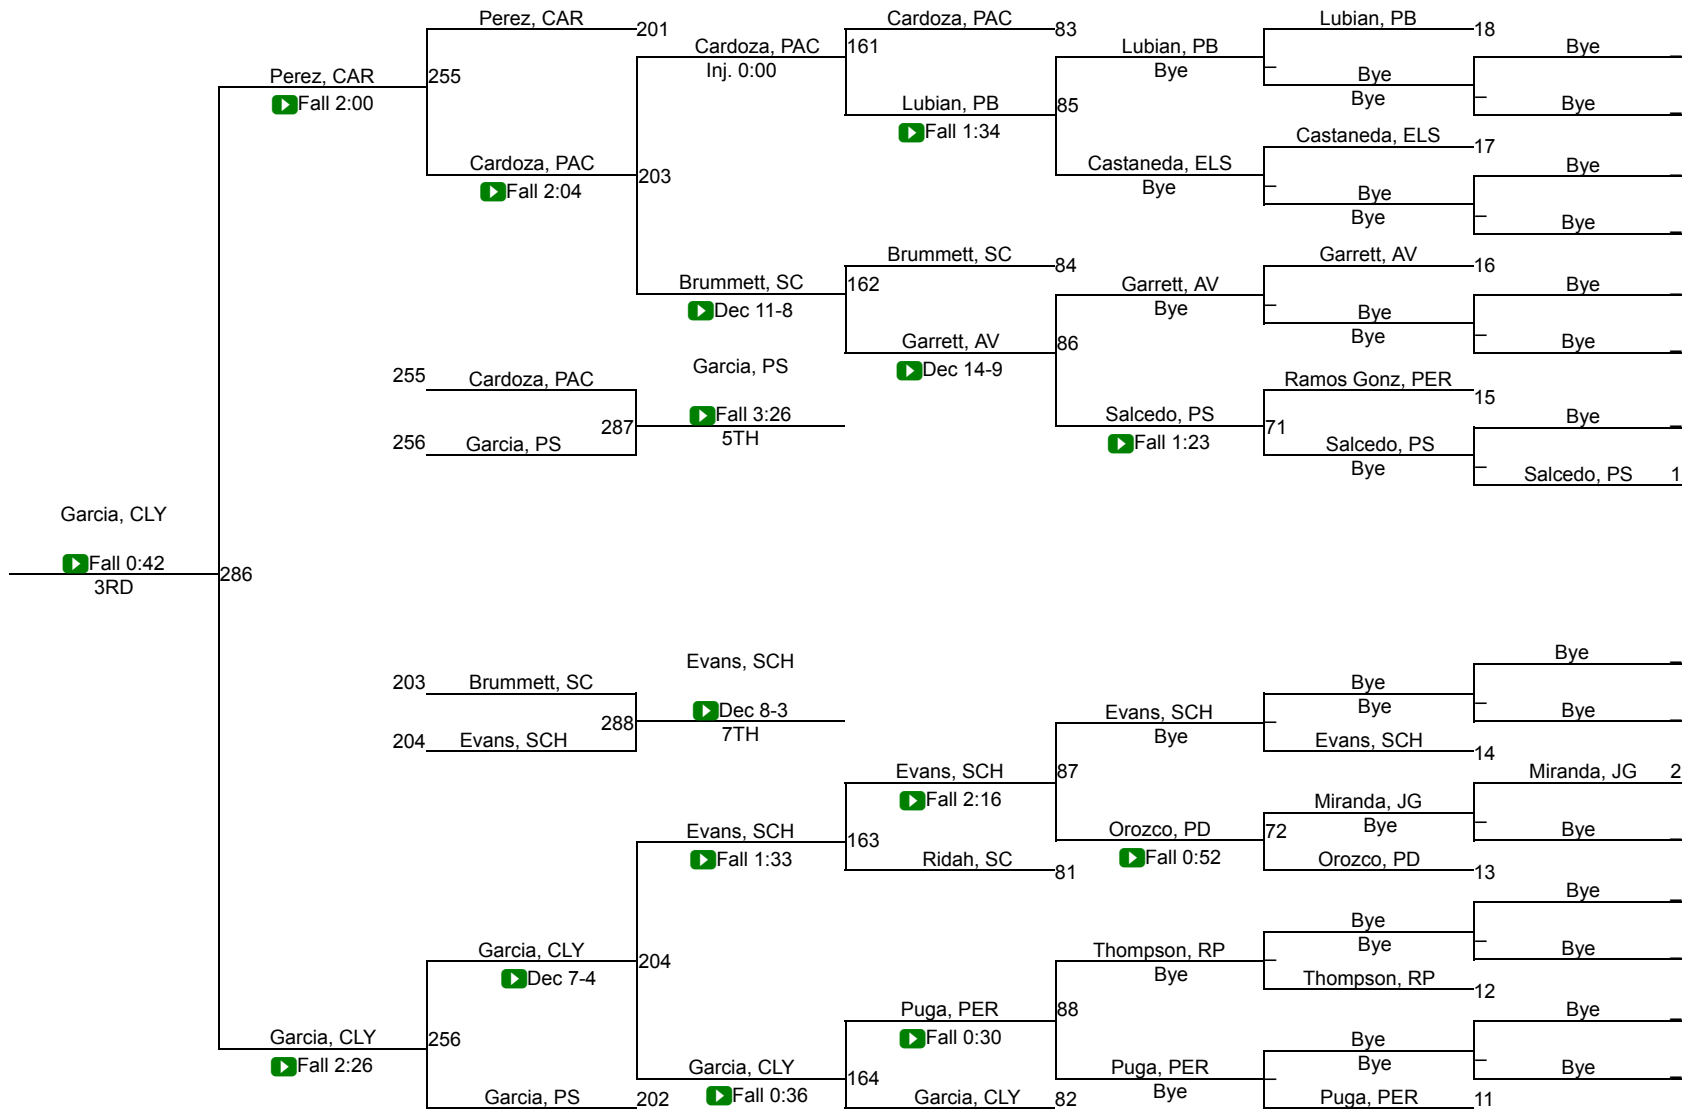 Perez, CAR 201 Cardoza, PAC 83 Lubian, PB 18
Cardoza, PAC 161 Lubian, PB Bye
Perez, CAR 255 Inj. 0:00 Bye Bye
Fall 2:00 Lubian, PB 85 Bye Bye
Fall 1:34 Castaneda, ELS 17
Cardoza, PAC 203 Castaneda, ELS Bye
Fall 2:04 Bye Bye
Bye Bye
Brummett, SC 84 Garrett, AV 16
Brummett, SC 162 Garrett, AV Bye
Dec 11-8 Bye Bye
Garrett, AV 86 Bye Bye
255 Cardoza, PAC Garcia, PS Dec 14-9 Ramos Gonz, PER 15
287 Fall 3:26 Salcedo, PS 71 Bye
256 Garcia, PS 5TH Fall 1:23 Salcedo, PS
Bye Salcedo, PS 1
Garcia, CLY
Fall 0:42 286
3RD
Evans, SCH Bye
203 Brummett, SC Bye
288 Dec 8-3 Evans, SCH Bye Bye
204 Evans, SCH 7TH Bye Evans, SCH 14
Evans, SCH 87 Miranda, JG 2
Fall 2:16 Miranda, JG
Evans, SCH 163 Orozco, PD 72 Bye Bye
Fall 1:33 Ridah, SC 81 Fall 0:52 Orozco, PD 13
Bye
Garcia, CLY 204 Thompson, RP Bye
Dec 7-4 Bye Bye Bye
Thompson, RP 12
Puga, PER 88 Bye
Garcia, CLY 256 Fall 0:30 Bye
Fall 2:26 Garcia, CLY 164 Puga, PER Bye Bye
Garcia, PS 202 Fall 0:36 Garcia, CLY 82 Bye Puga, PER 11